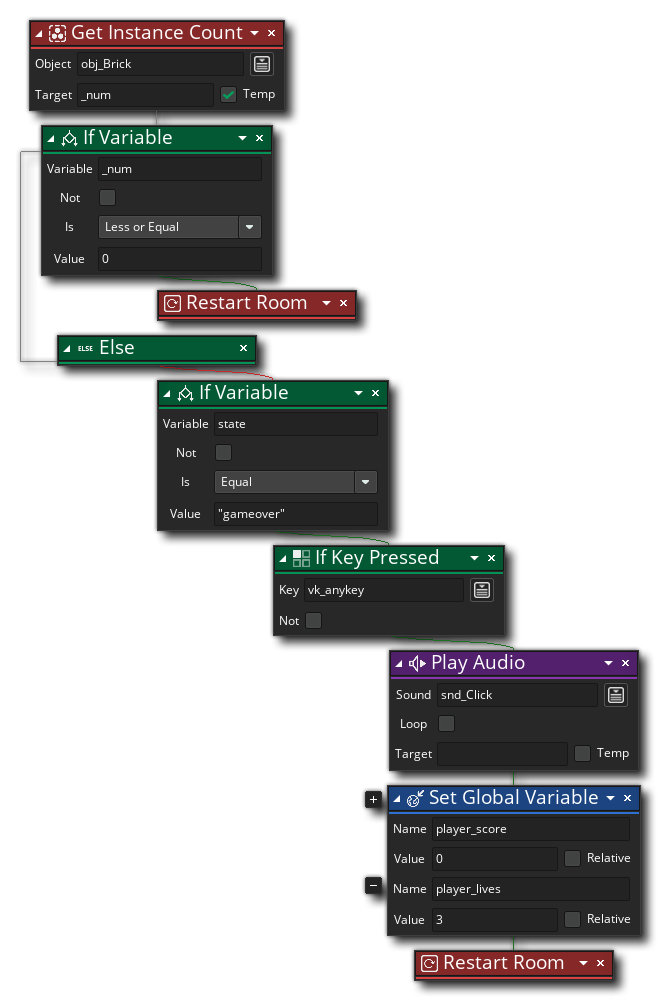 Get Instance Count
Object obj_Brick
Target _num Temp
If Variable
Variable _num
Not
Is Less or Equal
Value 0
Restart Room
ELSE Else
If Variable
Variable state
Not
Is Equal
Value "gameover"
If Key Pressed
Key vk_anykey
Not
Play Audio
Sound snd_Click
Loop
Target Temp
Set Global Variable
Name player_score
Value 0 Relative
Name player_lives
Value 3 Relative
Restart Room